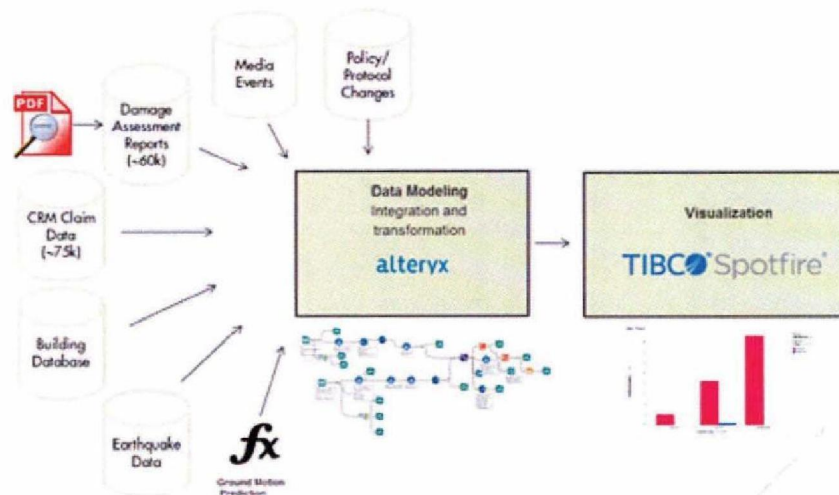 Media
Events
Policy/
Protocol
Changes
PDF
Damage
Assessment
Reports
(~60k)
CRM Claim
Data
(~75k)
Building
Database
Earthquake
Data
fx
Ground Motion
Prediction
Data Modeling
Integration and
transformation
alteryx
Visualization
TIBCO Spotfire